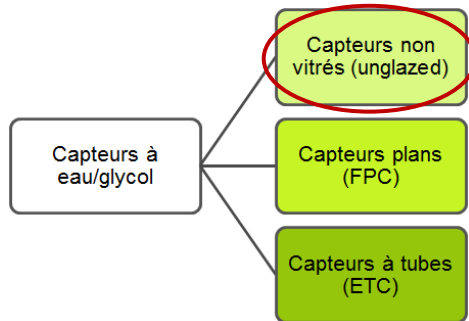 Capteurs non
vitrés (unglazed)
Capteurs à
eau/glycol
Capteurs plans
(FPC)
Capteurs à tubes
(ETC)